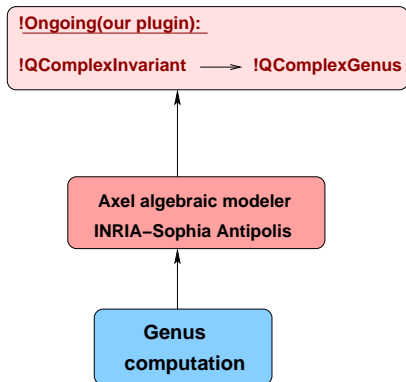 !Ongoing(our plugin):
!QComplexInvariant !QComplexGenus
Axel algebraic modeler
INRIA–Sophia Antipolis
Genus
computation